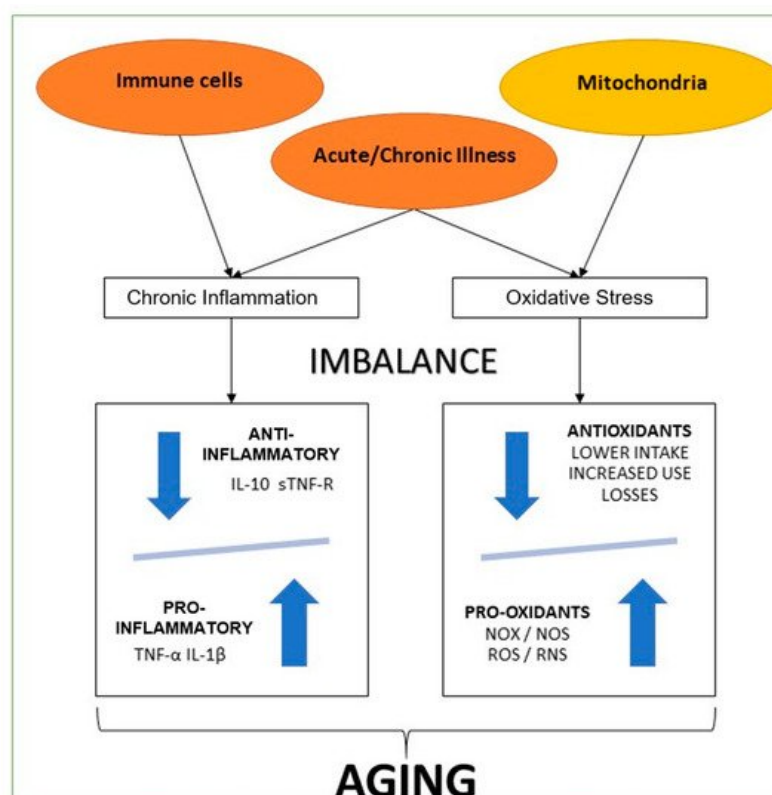 Immune cells
Mitochondria
Acute/Chronic Illness
Chronic Inflammation
Oxidative Stress
IMBALANCE
ANTI-
INFLAMMATORY
IL-10 sTNF-R
PRO-
INFLAMMATORY
TNF-α IL-1β
ANTIOXIDANTS
LOWER INTAKE
INCREASED USE
LOSSES
PRO-OXIDANTS
NOX / NOS
ROS / RNS
AGING